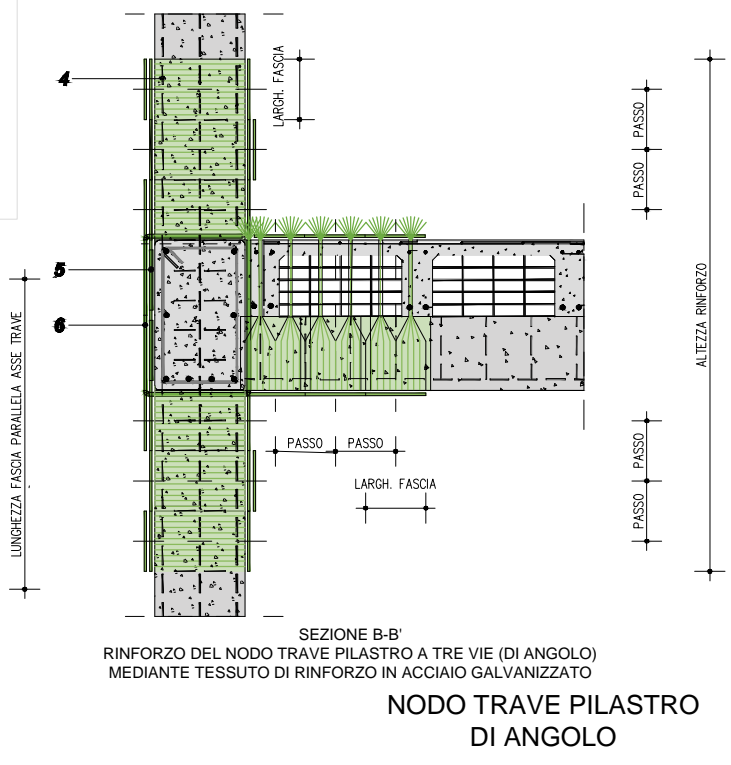 4
LARGH. FASCIA
PASSO
PASSO
5
6
LUNGHEZZA FASCIA PARALLELA ASSE TRAVE
ALTEZZA RINFORZO
PASSO
PASSO
LARGH. FASCIA
PASSO
PASSO
SEZIONE B-B'
RINFORZO DEL NODO TRAVE PILASTRO A TRE VIE (DI ANGOLO)
MEDIANTE TESSUTO DI RINFORZO IN ACCIAIO GALVANIZZATO
NODO TRAVE PILASTRO
DI ANGOLO